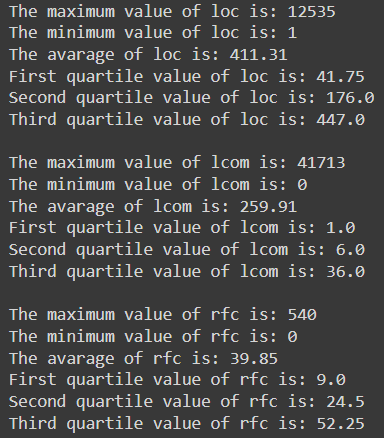 The maximum value of loc is: 12535
The minimum value of loc is: 1
The avarage of loc is: 411.31
First quartile value of loc is: 41.75
Second quartile value of loc is: 176.0
Third quartile value of loc is: 447.0

The maximum value of lcom is: 41713
The minimum value of lcom is: 0
The avarage of lcom is: 259.91
First quartile value of lcom is: 1.0
Second quartile value of lcom is: 6.0
Third quartile value of lcom is: 36.0

The maximum value of rfc is: 540
The minimum value of rfc is: 0
The avarage of rfc is: 39.85
First quartile value of rfc is: 9.0
Second quartile value of rfc is: 24.5
Third quartile value of rfc is: 52.25